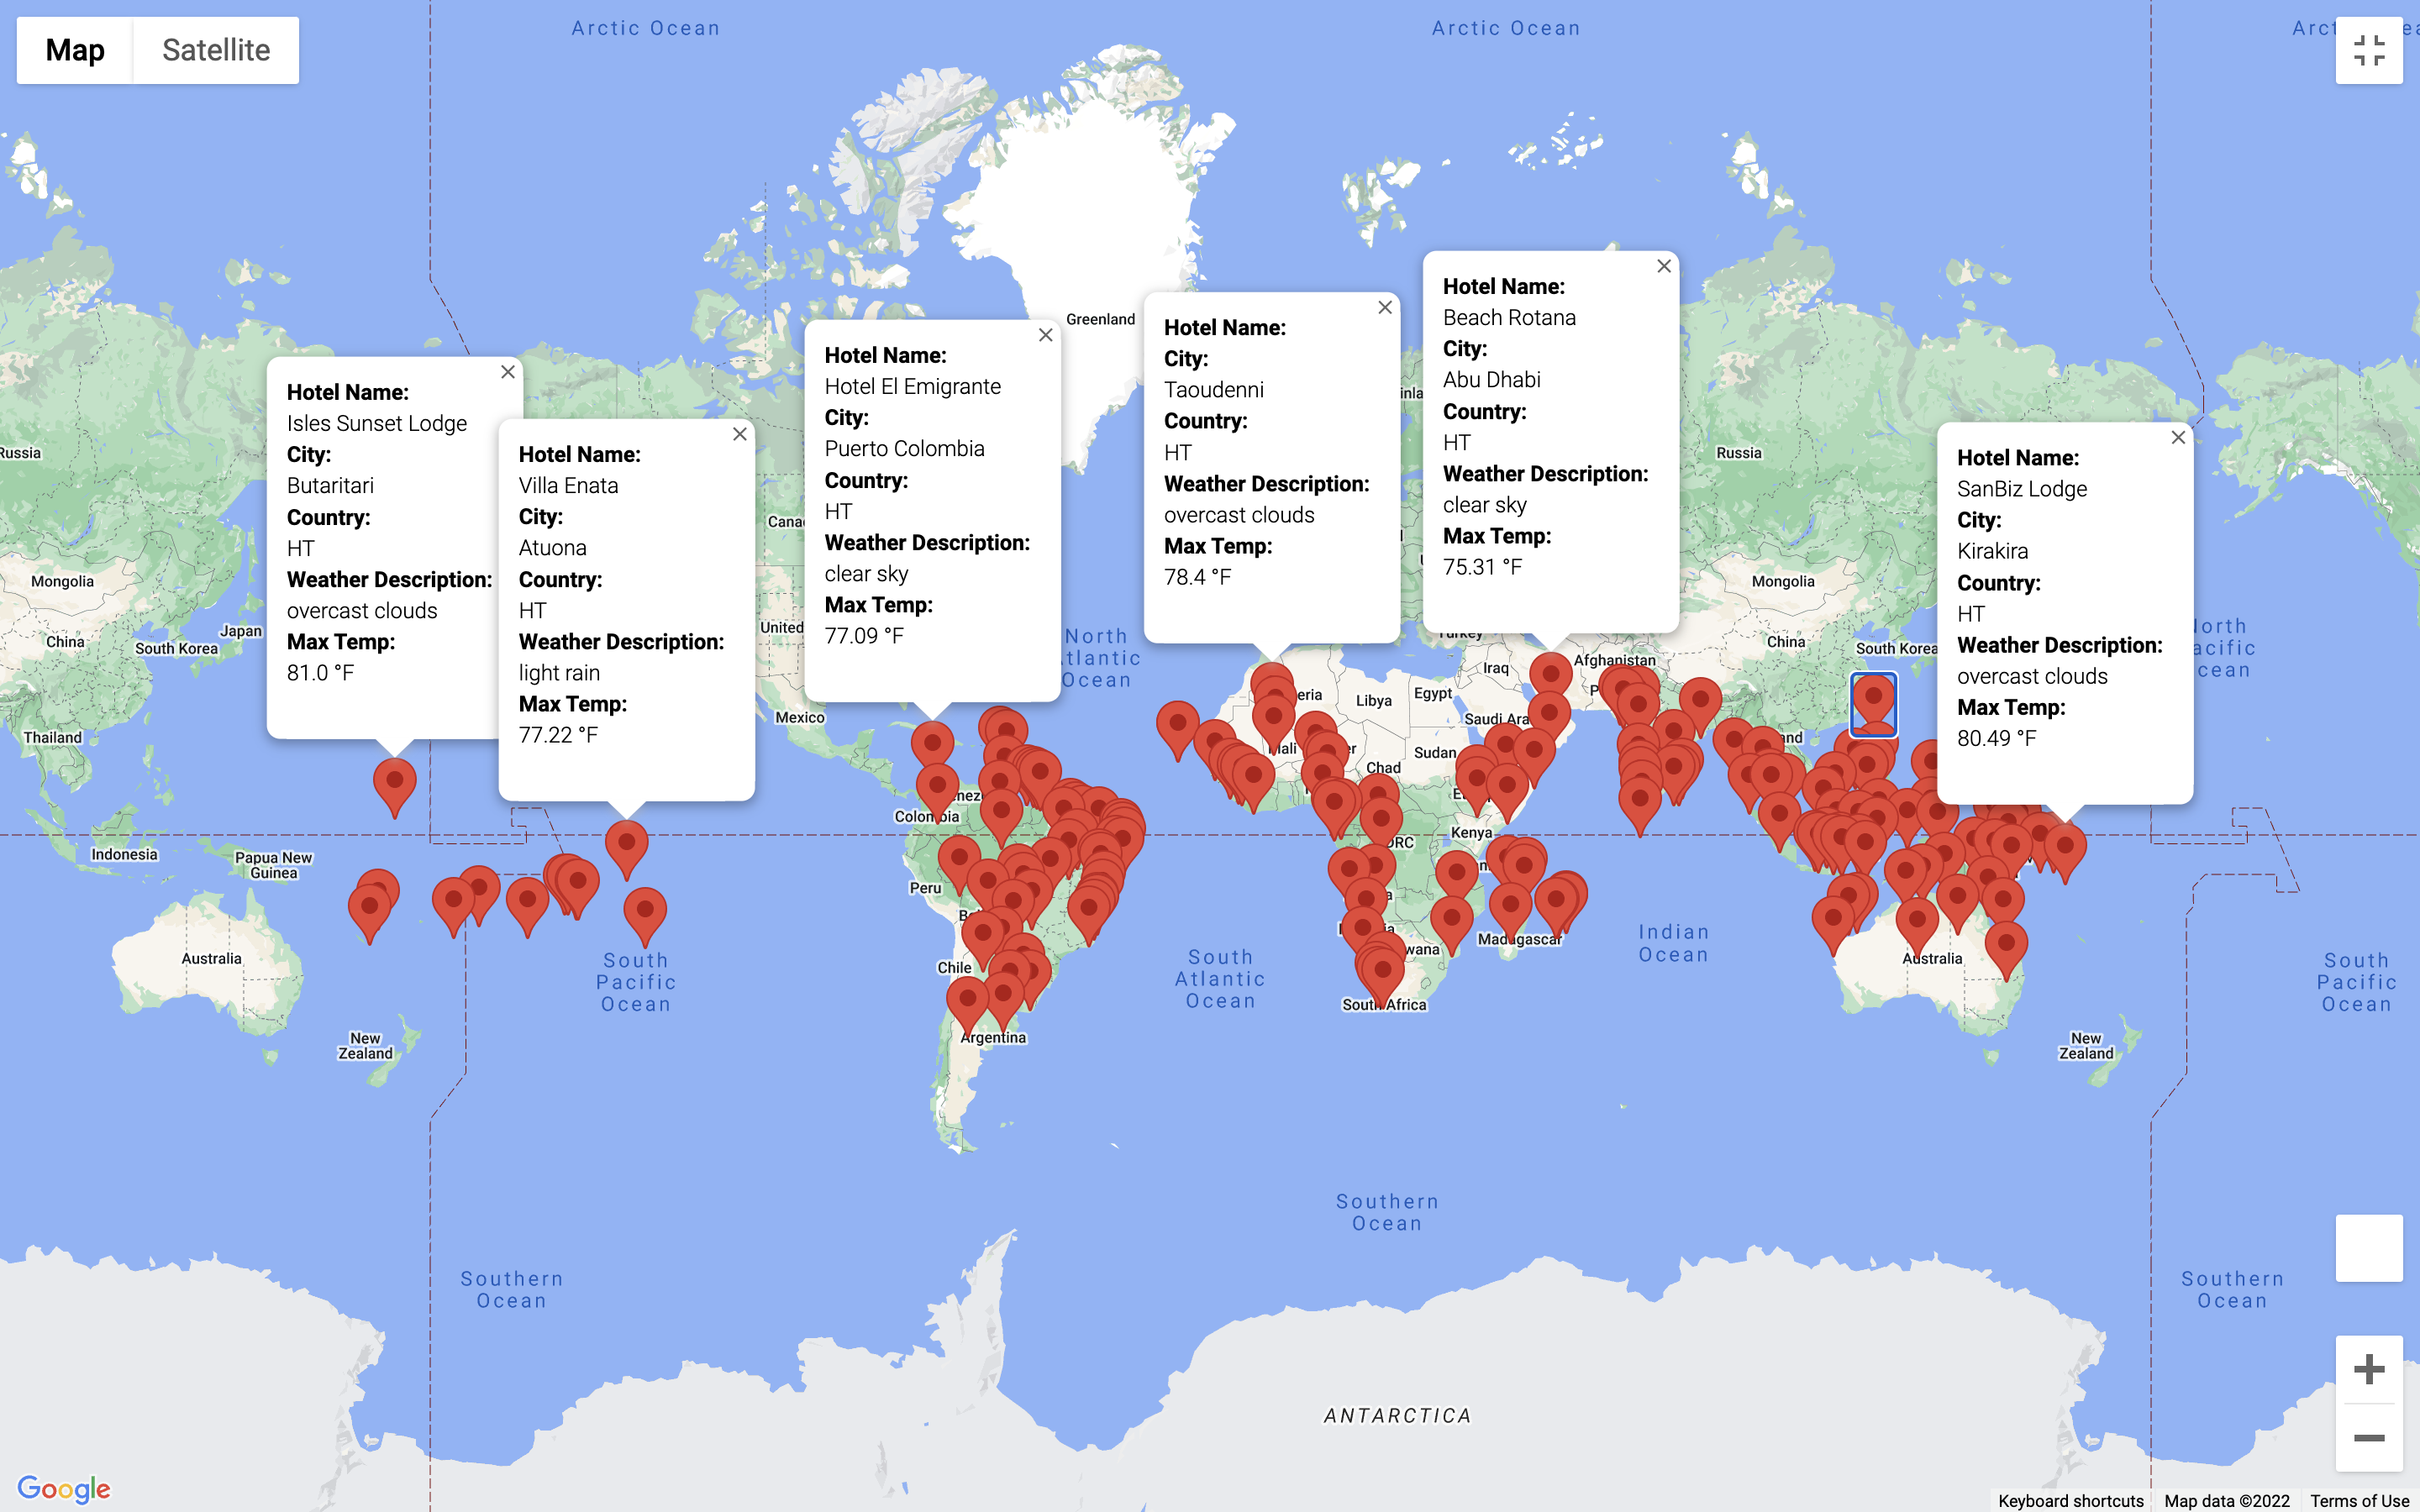 Map
Satellite
Arctic Ocean
Arctic Ocean
Greenland
Hotel Name:
Isles Sunset Lodge
City:
Butaritari
Country:
HT
Weather Description:
overcast clouds
Max Temp:
81.0 °F
Hotel Name:
Villa Enata
City:
Atuona
Country:
HT
Weather Description:
light rain
Max Temp:
77.22 °F
Hotel Name:
Hotel El Emigrante
City:
Puerto Colombia
Country:
HT
Weather Description:
clear sky
Max Temp:
77.09 °F
Hotel Name:
City:
Taoudenni
Country:
HT
Weather Description:
overcast clouds
Max Temp:
78.4 °F
Hotel Name:
Beach Rotana
City:
Abu Dhabi
Country:
HT
Weather Description:
clear sky
Max Temp:
75.31 °F
Hotel Name:
SanBiz Lodge
City:
Kirakira
Country:
HT
Weather Description:
overcast clouds
Max Temp:
80.49 °F
Russia
Russia
Mongolia
China
South Korea
Japan
Thailand
Indonesia
Papua New
Guinea
Australia
New
Zealand
Mexico
United
North
Atlantic
Ocean
Colombia
Peru
Chile
Argentina
South
Pacific
Ocean
South
Atlantic
Ocean
Libya
Egypt
Iraq
Afghanistan
Turkey
Saudi Ara
Mali
Chad
Sudan
Kenya
DRC
Madagascar
South Africa
Indian
Ocean
Mongolia
China
South Korea
Australia
New
Zealand
South
Pacific
Ocean
Southern
Ocean
Southern
Ocean
Southern
Ocean
ANTARCTICA
Google
Keyboard shortcuts
Map data ©2022
Terms of Use